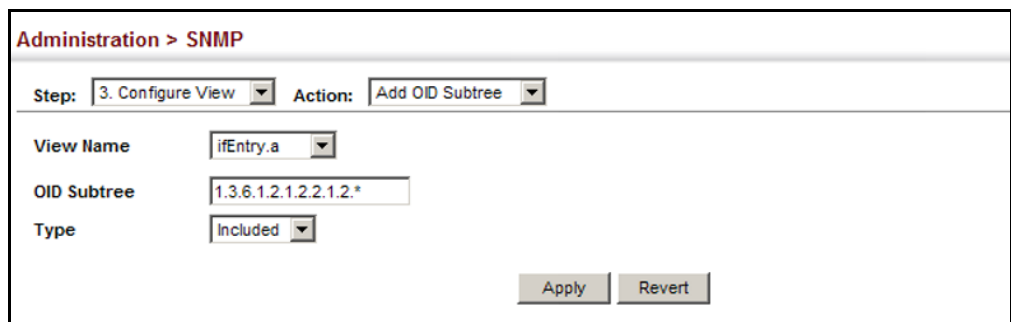 Administration > SNMP
Step: 3. Configure View Action: Add OID Subtree
View Name ifEntry.a
OID Subtree 1.3.6.1.2.1.2.2.1.2.*
Type Included
Apply Revert